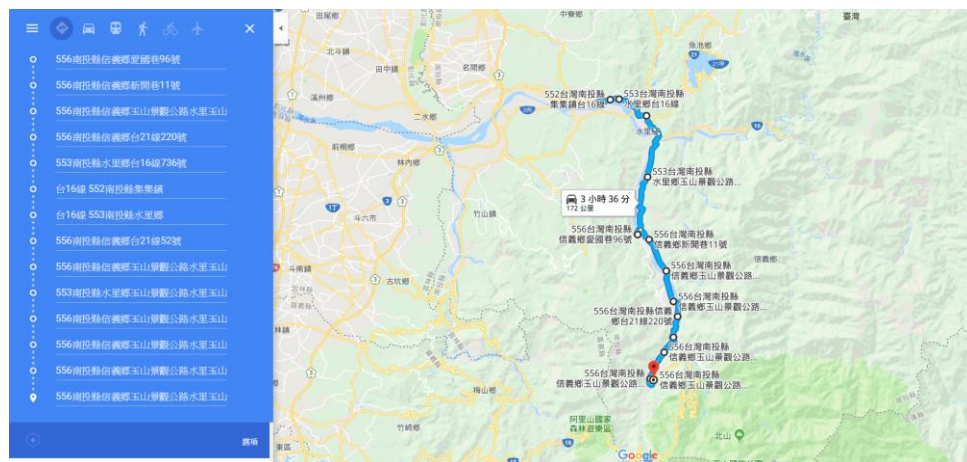 556南投縣信義鄉愛國巷96號
556南投縣信義鄉新開巷11號
556南投縣信義鄉玉山景觀公路水里玉山
556南投縣信義鄉台21線220號
553南投縣水里鄉台16線736號
台16線 552南投縣集集鎮
台16線 553南投縣水里鄉
556南投縣信義鄉台21線52號
556南投縣信義鄉玉山景觀公路水里玉山
553南投縣水里鄉玉山景觀公路水里玉山
556南投縣信義鄉玉山景觀公路水里玉山
556南投縣信義鄉玉山景觀公路水里玉山
556南投縣信義鄉玉山景觀公路水里玉山
556南投縣信義鄉玉山景觀公路水里玉山
選項
田尾鄉
中寮鄉
臺灣
北斗鎮
魚池鄉
田中鎮
名間鄉
21
溪州鄉
552台灣南投縣
集集鎮台16線
553台灣南投縣
水里鄉台16線
二水鄉
水里鄉
16
3
林內鄉
553台灣南投縣
水里鄉玉山景觀公路...
3 小時 36 分
172 公里
竹山鎮
斗六市
556台灣南投縣
信義鄉愛國巷96號
556台灣南投縣
信義鄉新開巷11號
信義鄉
斗南鎮
古坑鄉
556台灣南投縣
信義鄉玉山景觀公路...
556台灣南投縣
信義鄉玉山景觀公路...
556台灣南投縣信義
鄉台21線220號
556台灣南投縣
信義鄉玉山景觀公路...
556台灣南投縣
信義鄉玉山景觀公路...
556台灣南投縣
信義鄉玉山景觀公路...
梅山鄉
竹崎鄉
阿里山國家
森林遊樂區
18
北山
東區
Google